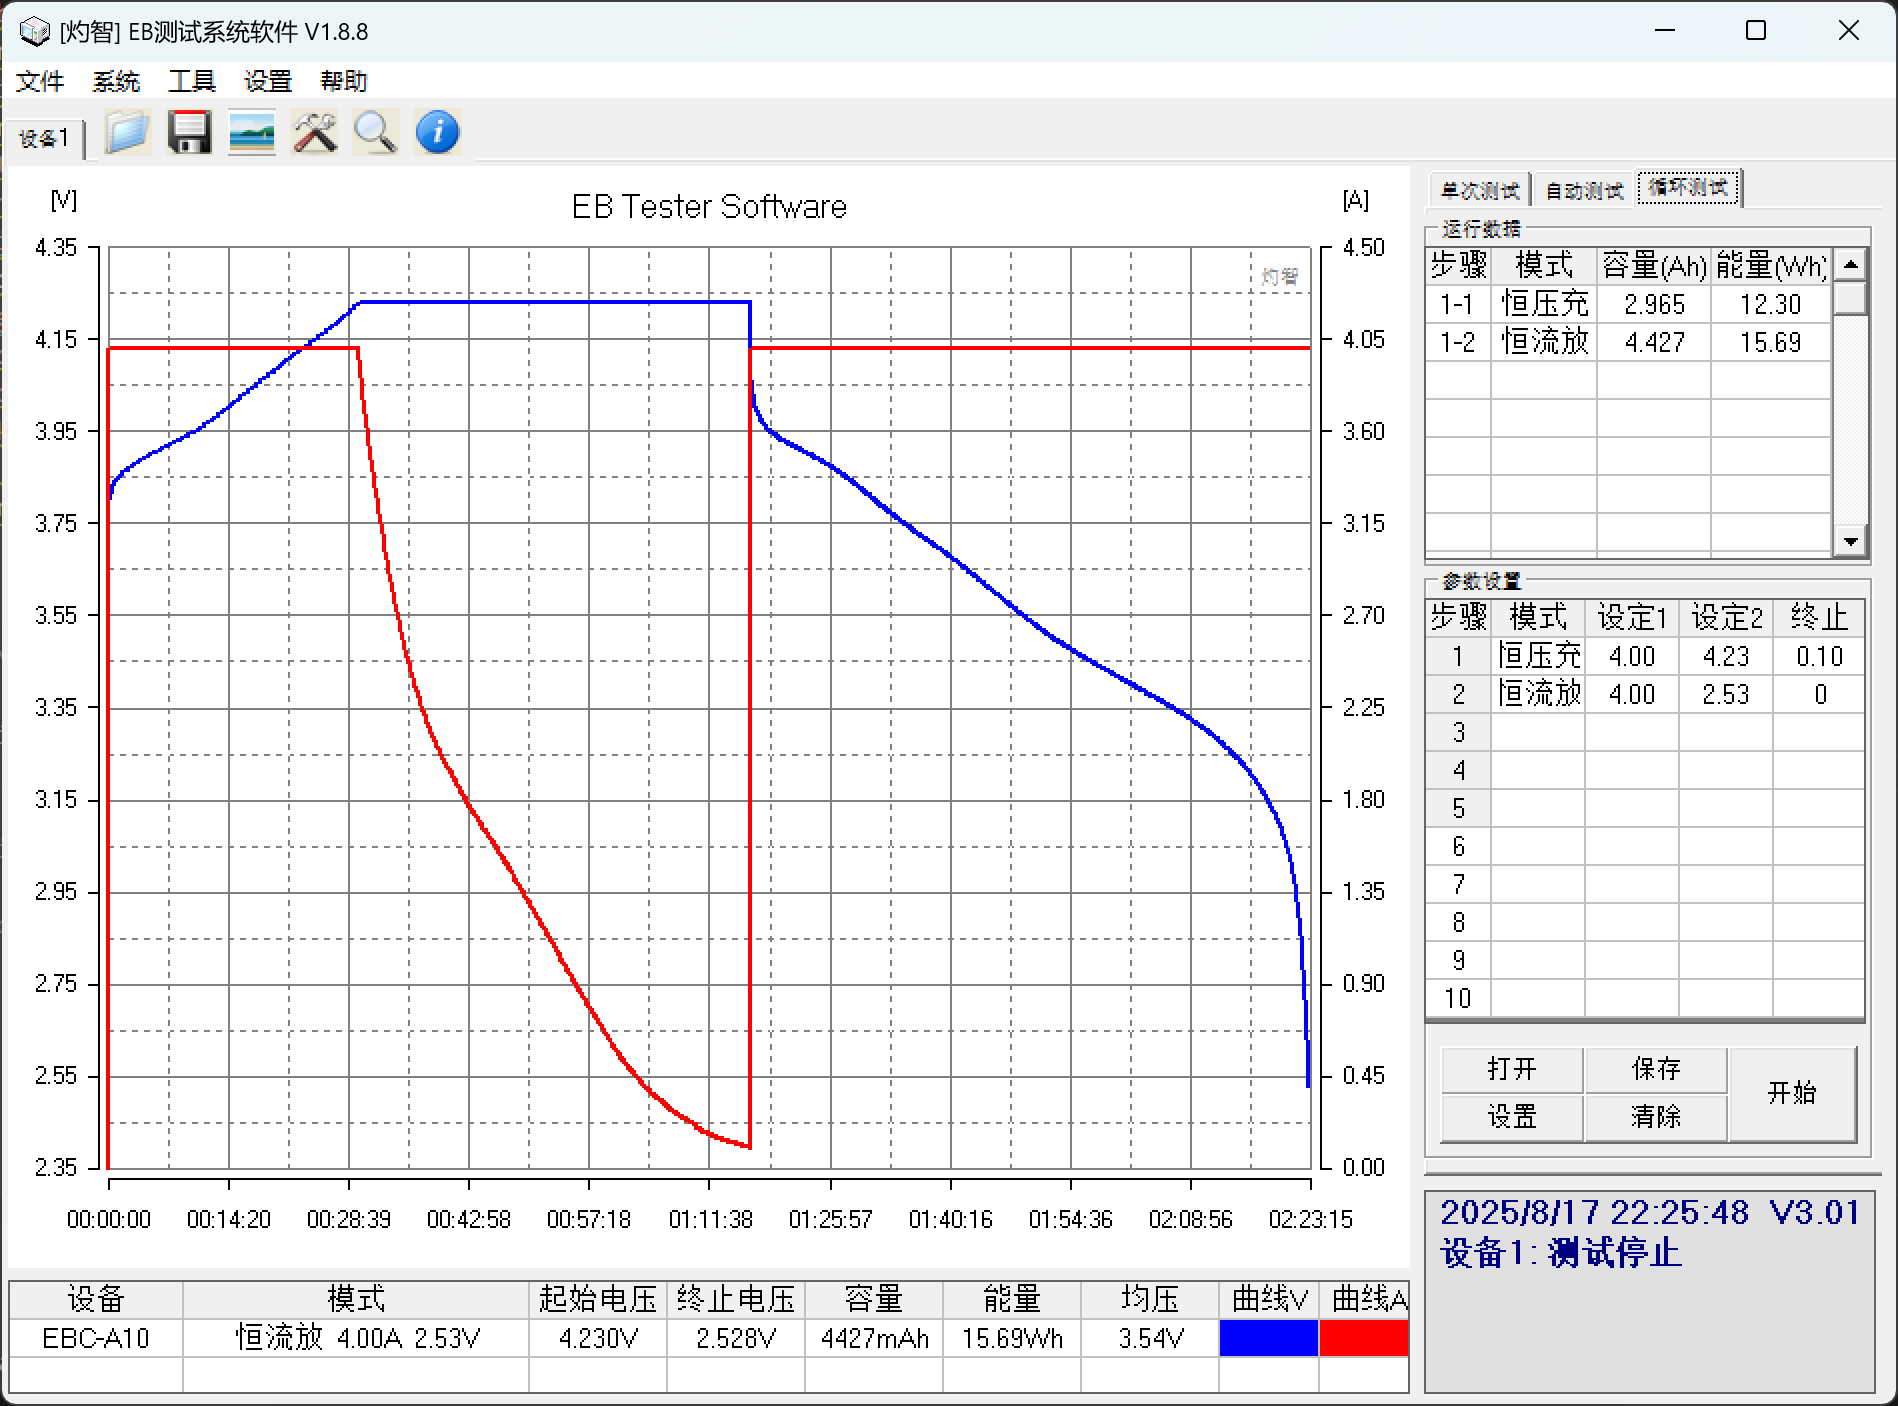 [灼智] EB测试系统软件 V1.8.8
文件 系统 工具 设置 帮助
设备1
[V]
EB Tester Software
[A]
灼智
4.35
4.15
3.95
3.75
3.55
3.35
3.15
2.95
2.75
2.55
2.35
4.50
4.05
3.60
3.15
2.70
2.25
1.80
1.35
0.90
0.45
0.00
00:00:00 00:14:20 00:28:39 00:42:58 00:57:18 01:11:38 01:25:57 01:40:16 01:54:36 02:08:56 02:23:15
设备 模式 起始电压 终止电压 容量 能量 均压 曲线V 曲线A
EBC-A10 恒流放 4.00A 2.53V 4.230V 2.528V 4427mAh 15.69Wh 3.54V
单次测试 自动测试 循环测试
运行数据
步骤 模式 容量(Ah) 能量(Wh)
1-1 恒压充 2.965 12.30
1-2 恒流放 4.427 15.69
参数设置
步骤 模式 设定1 设定2 终止
1 恒压充 4.00 4.23 0.10
2 恒流放 4.00 2.53 0
3
4
5
6
7
8
9
10
打开 保存 开始
设置 清除
2025/8/17 22:25:48 V3.01
设备1: 测试停止